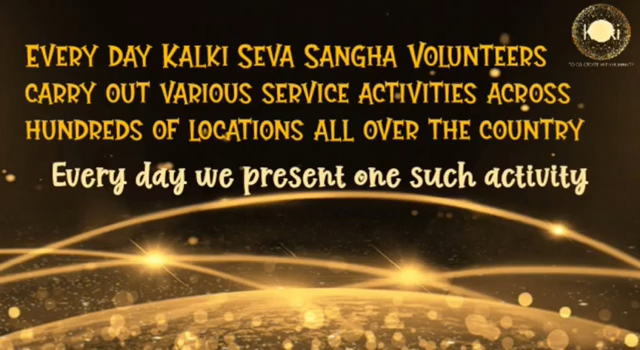 Every day Kalki Seva Sangha Volunteers
carry out various service activities across
hundreds of locations all over the country
Every day we present one such activity